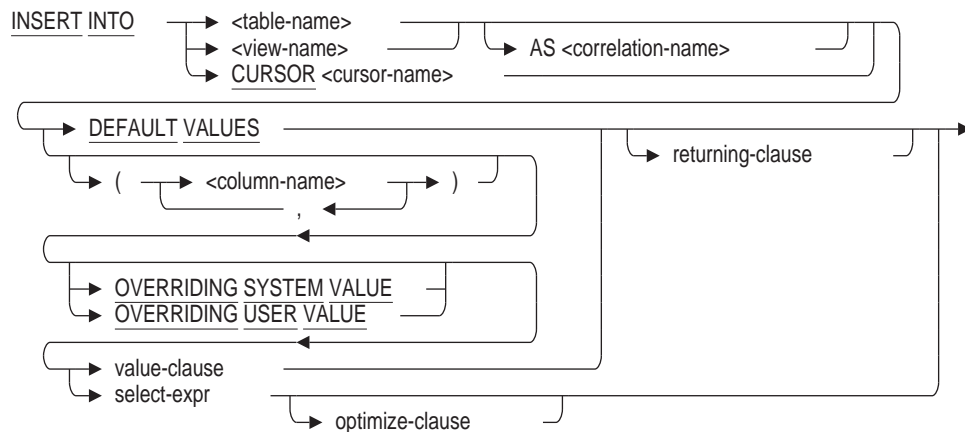 INSERT INTO <table-name>
<view-name> AS <correlation-name>
CURSOR <cursor-name>
DEFAULT VALUES
returning-clause
( <column-name> )
,
OVERRIDING SYSTEM VALUE
OVERRIDING USER VALUE
value-clause
select-expr
optimize-clause